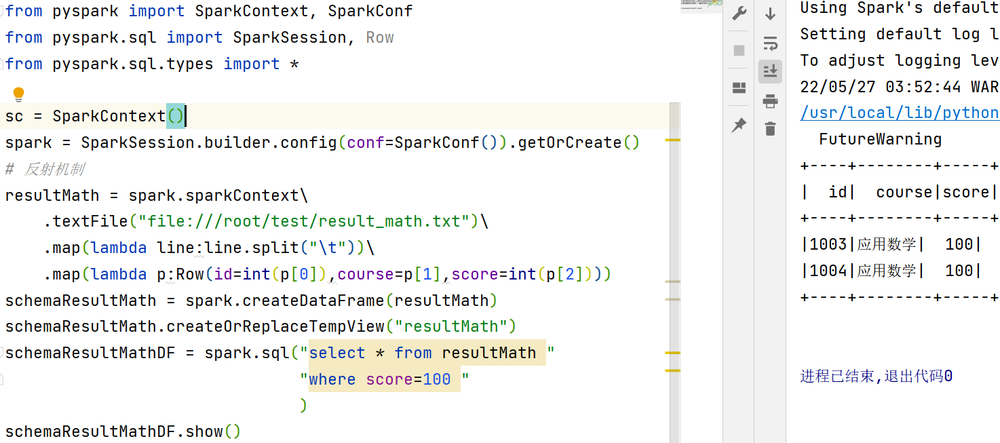 from pyspark import SparkContext, SparkConf
from pyspark.sql import SparkSession, Row
from pyspark.sql.types import *
sc = SparkContext()
spark = SparkSession.builder.config(conf=SparkConf()).getOrCreate()
# 反射机制
resultMath = spark.sparkContext\
    .textFile("file:///root/test/result_math.txt")\
    .map(lambda line:line.split("\t"))\
    .map(lambda p:Row(id=int(p[0]),course=p[1],score=int(p[2])))
schemaResultMath = spark.createDataFrame(resultMath)
schemaResultMath.createOrReplaceTempView("resultMath")
schemaResultMathDF = spark.sql("select * from resultMath "
                               "where score=100 "
                               )
schemaResultMathDF.show()
Using Spark's default
Setting default log l
To adjust logging lev
22/05/27 03:52:44 WAR
/usr/local/lib/python
  FutureWarning
+----+--------+-----+
|  id|  course|score|
+----+--------+-----+
|1003|应用数学|  100|
|1004|应用数学|  100|
+----+--------+-----+
进程已结束,退出代码0